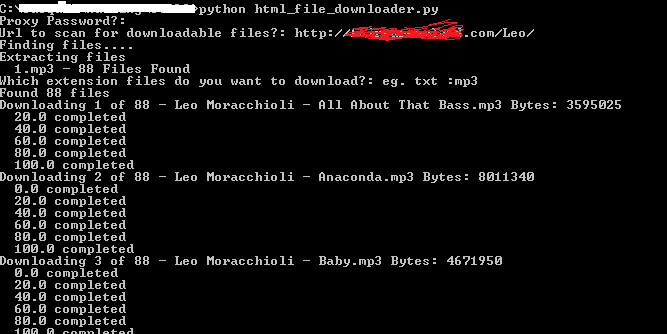 C:\ python html_file_downloader.py
Proxy Password?:
Url to scan for downloadable files?: http:// .com/Leo/
Finding files....
Extracting files
1.mp3 - 88 Files Found
Which extension files do you want to download?: eg. txt :mp3
Found 88 files
Downloading 1 of 88 - Leo Moracchioli - All About That Bass.mp3 Bytes: 3595025
20.0 completed
40.0 completed
60.0 completed
80.0 completed
100.0 completed
Downloading 2 of 88 - Leo Moracchioli - Anaconda.mp3 Bytes: 8011340
0.0 completed
20.0 completed
40.0 completed
60.0 completed
80.0 completed
100.0 completed
Downloading 3 of 88 - Leo Moracchioli - Baby.mp3 Bytes: 4671950
0.0 completed
20.0 completed
40.0 completed
60.0 completed
80.0 completed
100.0 completed